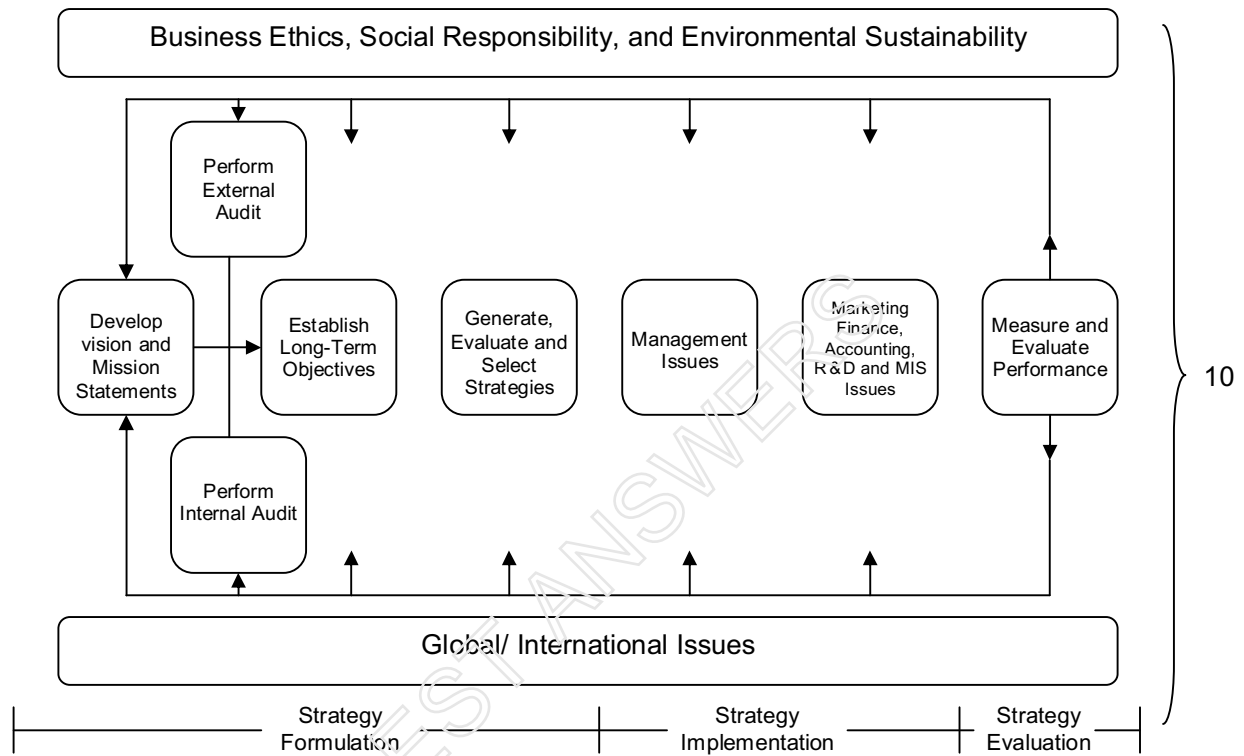 Business Ethics, Social Responsibility, and Environmental Sustainability
Perform
External
Audit
Develop
vision and
Mission
Statements
Establish
Long-Term
Objectives
Generate,
Evaluate and
Select
Strategies
Management
Issues
Marketing
Finance,
Accounting,
R&D and MIS
Issues
Measure and
Evaluate
Performance
10
Perform
Internal Audit
Global/ International Issues
Strategy
Formulation
Strategy
Implementation
Strategy
Evaluation
EST ANSWERS